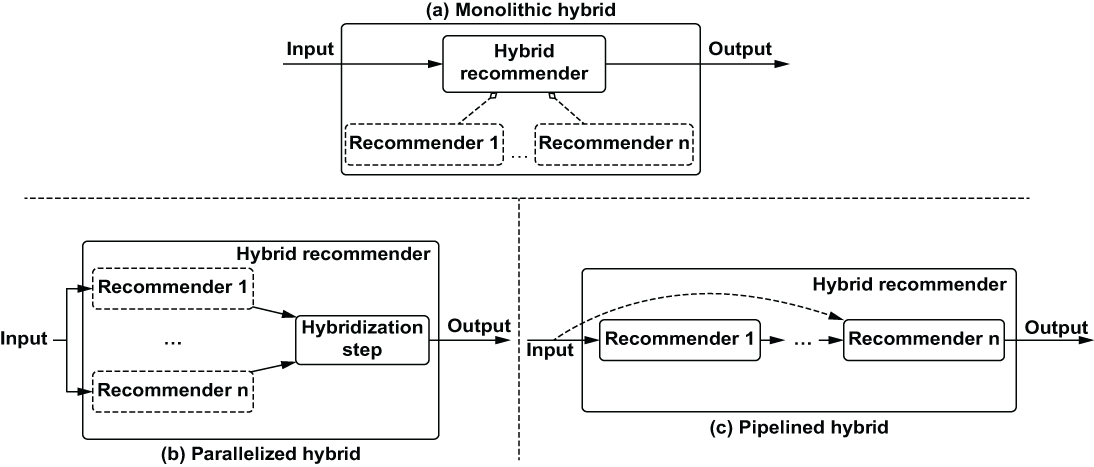 (a) Monolithic hybrid
Input
Hybrid
recommender
Output
Recommender 1
...
Recommender n
Hybrid recommender
Recommender 1
Input
...
Hybridization
step
Output
Recommender n
(b) Parallelized hybrid
Hybrid recommender
Input
Recommender 1
...
Recommender n
Output
(c) Pipelined hybrid